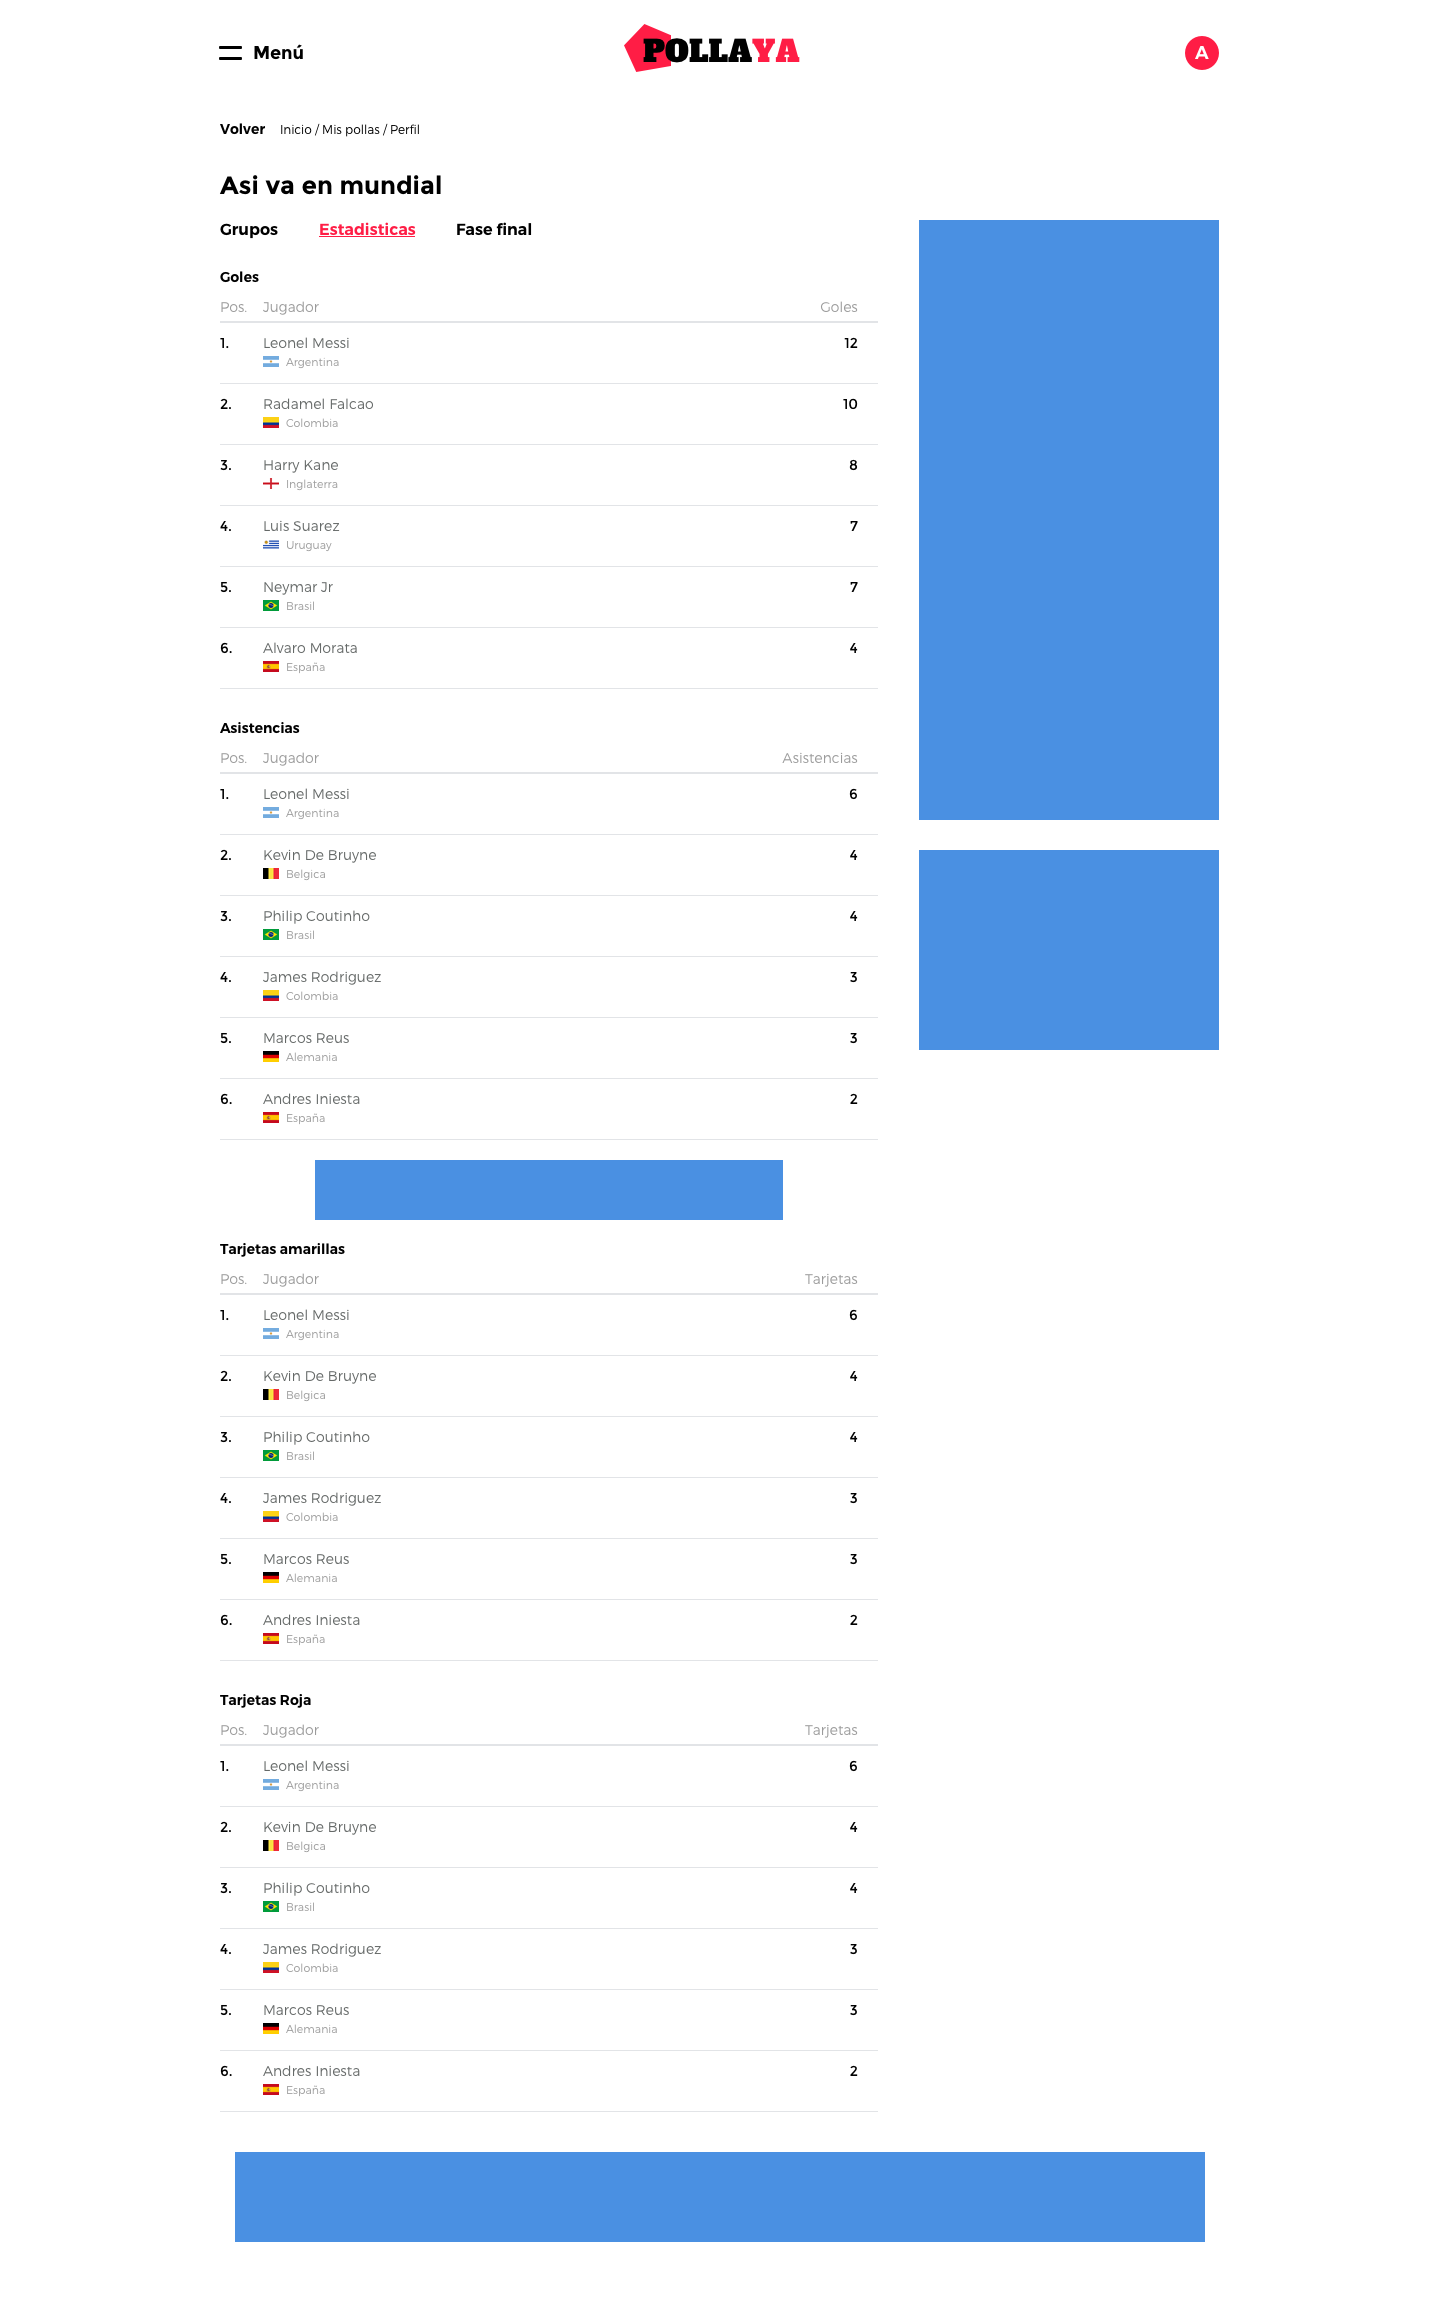 Menú
POLLAYA
A
Volver Inicio / Mis pollas / Perfil
Asi va en mundial
Grupos Estadisticas Fase final
Goles
Pos. Jugador Goles
1. Leonel Messi 12
Argentina
2. Radamel Falcao 10
Colombia
3. Harry Kane 8
Inglaterra
4. Luis Suarez 7
Uruguay
5. Neymar Jr 7
Brasil
6. Alvaro Morata 4
España
Asistencias
Pos. Jugador Asistencias
1. Leonel Messi 6
Argentina
2. Kevin De Bruyne 4
Belgica
3. Philip Coutinho 4
Brasil
4. James Rodriguez 3
Colombia
5. Marcos Reus 3
Alemania
6. Andres Iniesta 2
España
Tarjetas amarillas
Pos. Jugador Tarjetas
1. Leonel Messi 6
Argentina
2. Kevin De Bruyne 4
Belgica
3. Philip Coutinho 4
Brasil
4. James Rodriguez 3
Colombia
5. Marcos Reus 3
Alemania
6. Andres Iniesta 2
España
Tarjetas Roja
Pos. Jugador Tarjetas
1. Leonel Messi 6
Argentina
2. Kevin De Bruyne 4
Belgica
3. Philip Coutinho 4
Brasil
4. James Rodriguez 3
Colombia
5. Marcos Reus 3
Alemania
6. Andres Iniesta 2
España